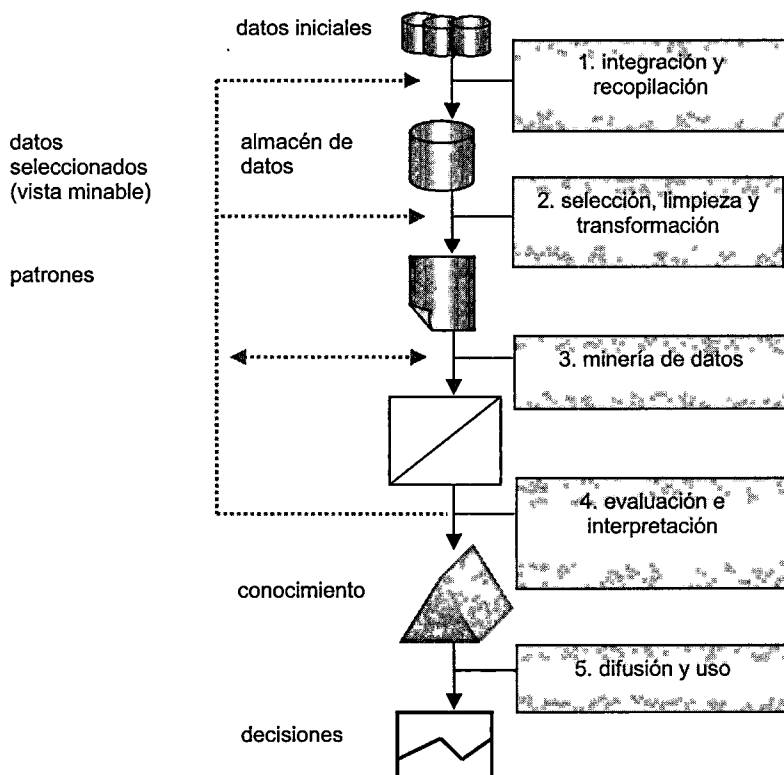 datos iniciales
1. integración y
recopilación
datos
seleccionados
(vista minable)
almacén de
datos
2. selección, limpieza y
transformación
patrones
3. minería de datos
4. evaluación e
interpretación
conocimiento
5. difusión y uso
decisiones